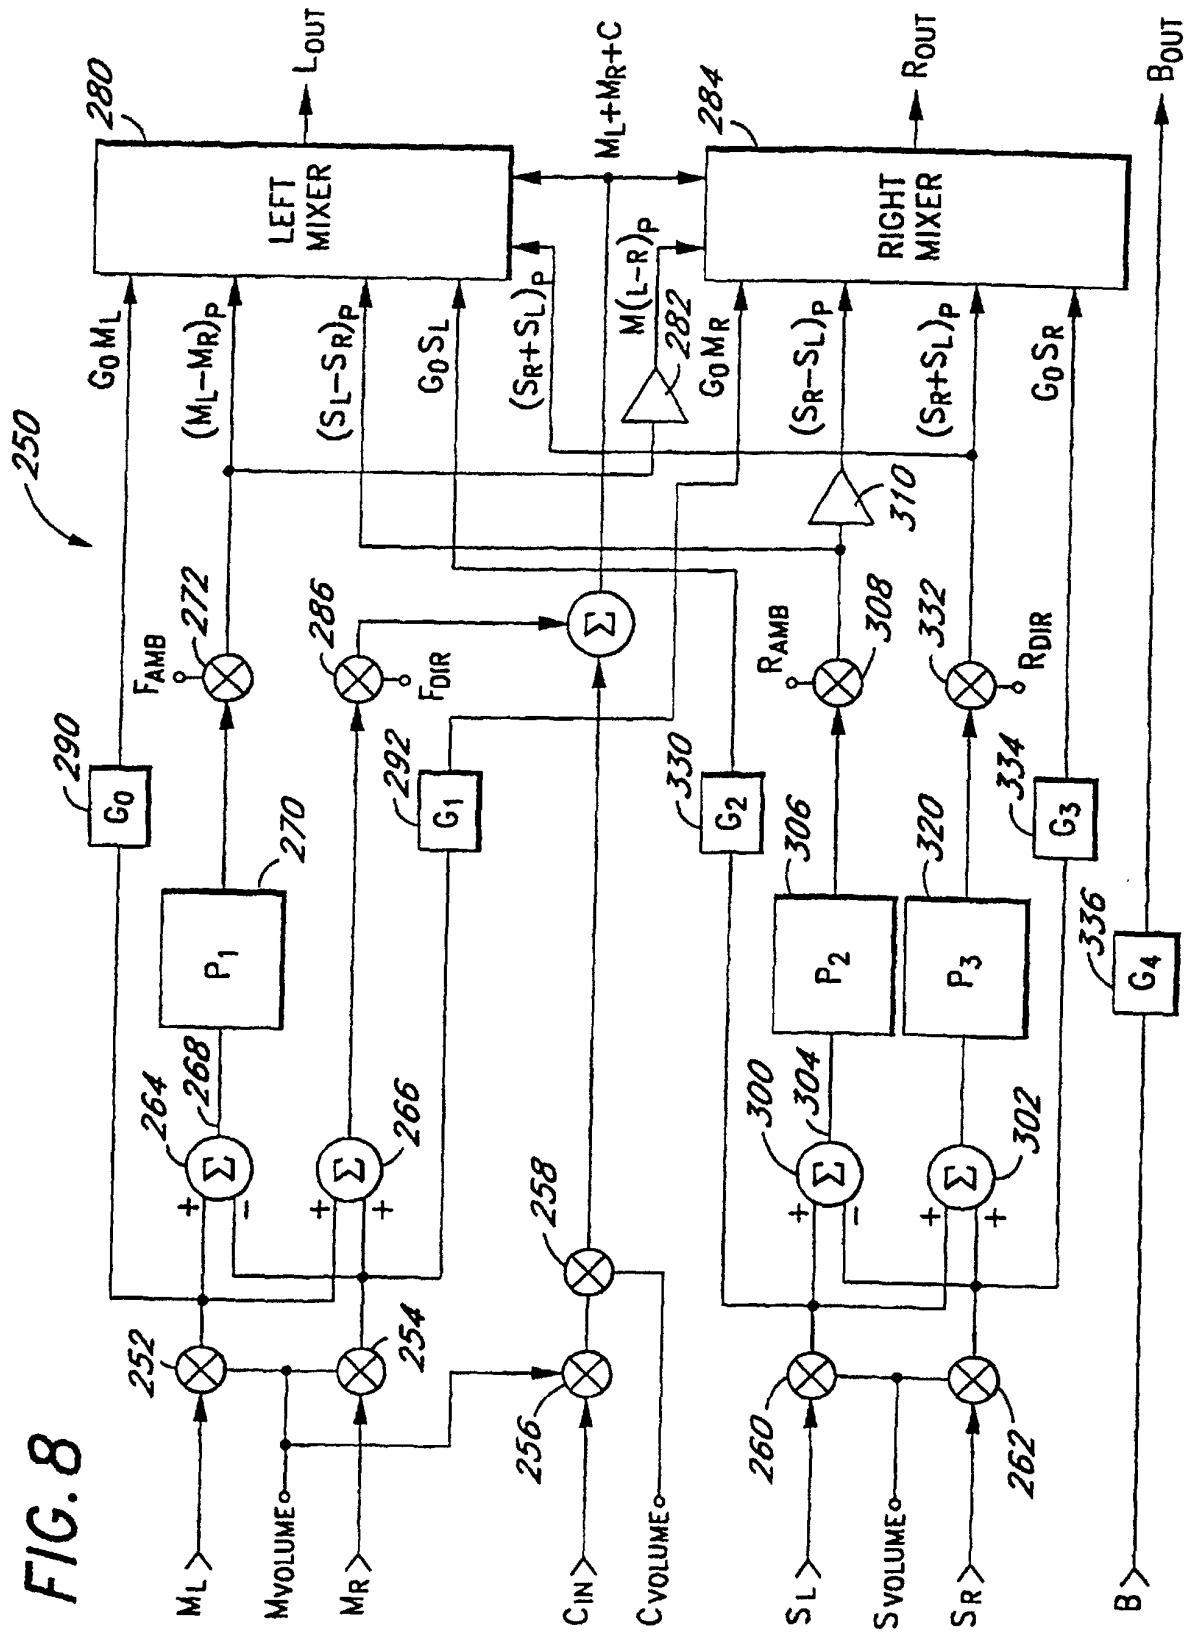 FIG. 8
250
ML
MVOLUME
MR
CIN
CVOLUME
SL
SVOLUME
SR
B
252
254
256
258
260
262
264
Σ
+
-
268
266
Σ
+
+
300
Σ
+
-
304
302
Σ
+
+
P1
270
P2
306
P3
320
G0
290
G1
292
G2
330
G3
334
G4
336
FAMB
272
286
FDIR
Σ
RAMB
308
332
RDIR
310
282
G0ML
(ML-MR)P
(SL-SR)P
G0SL
(SR+SL)P
M(L-R)P
G0MR
(SR-SL)P
(SR+SL)P
G0SR
LEFT
MIXER
280
ML+MR+C
RIGHT
MIXER
284
LOUT
ROUT
BOUT